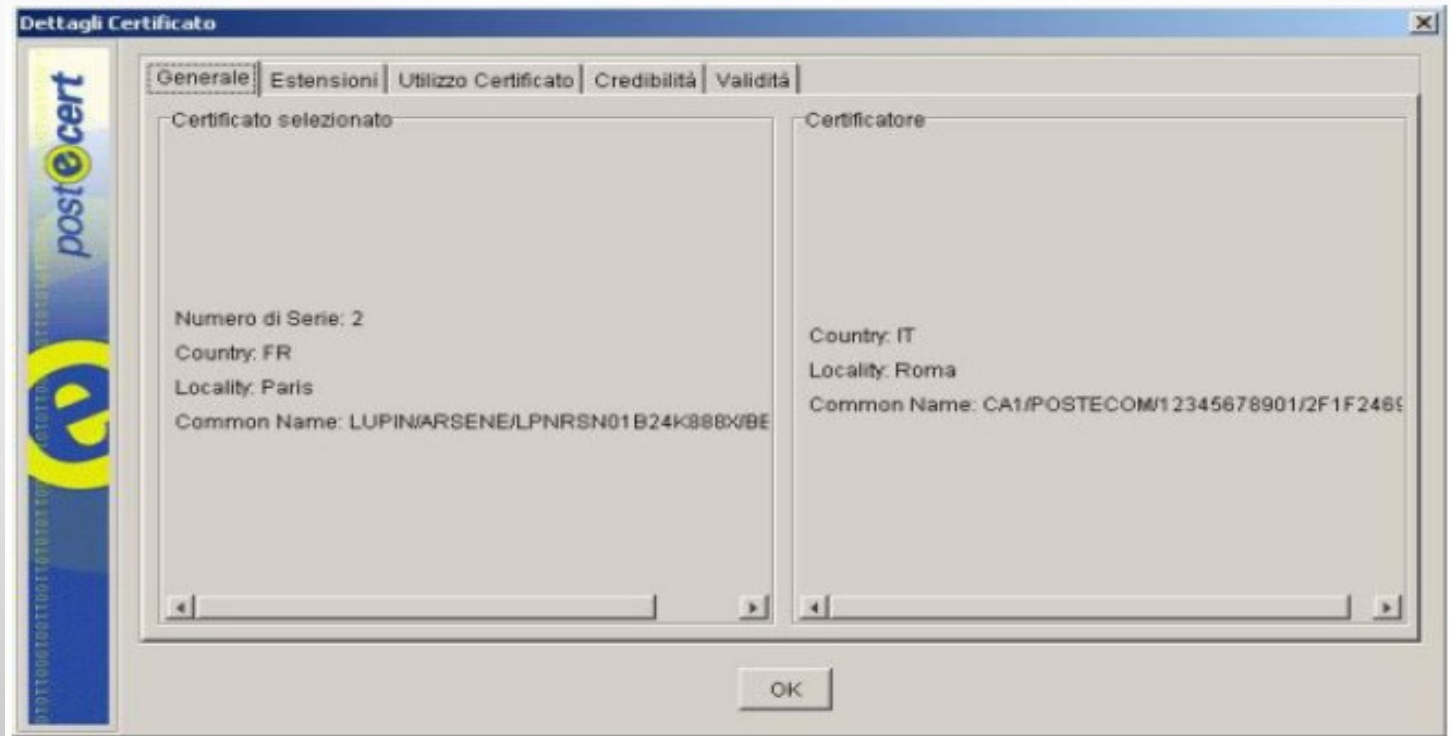 Dettagli Certificato
postecert
Generale Estensioni Utilizzo Certificato Credibilità Validità
Certificato selezionato
Numero di Serie: 2
Country: FR
Locality: Paris
Common Name: LUPIN/ARSENE/LPNRSN01B24K888X/BE
Certificatore
Country: IT
Locality: Roma
Common Name: CA1/POSTECOM/12345678901/2F1F2469
OK